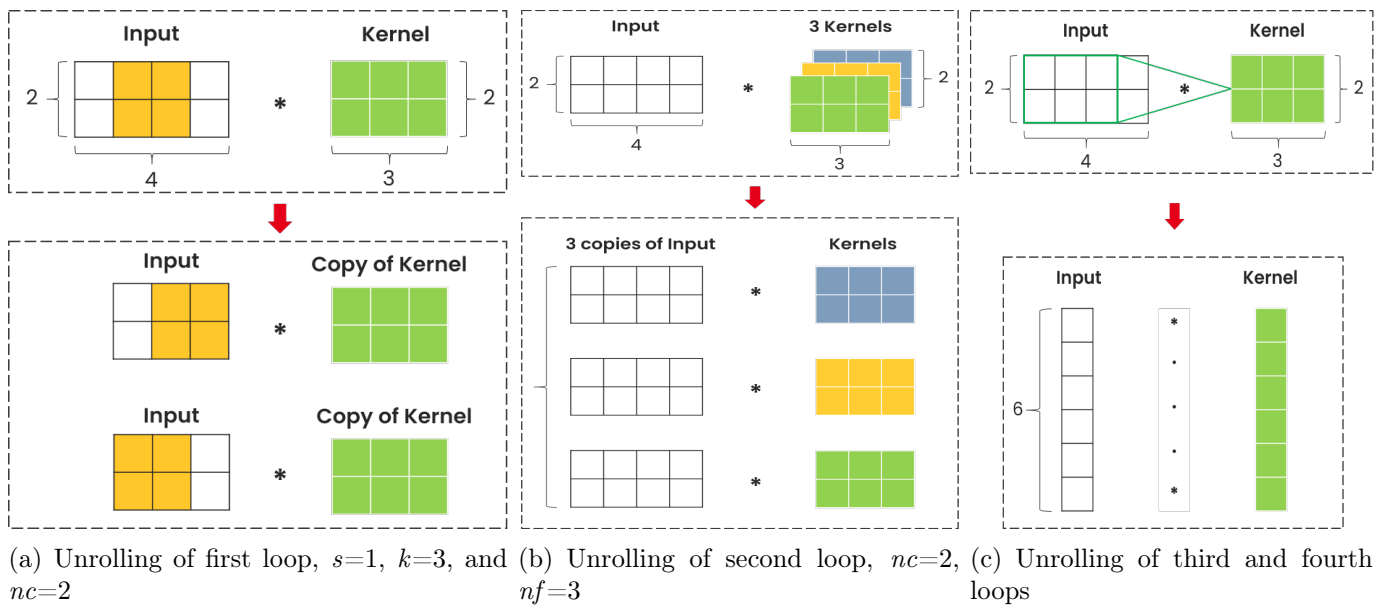 Input Kernel
2 * 2
4 3
Input
Copy of Kernel
*
Input
Copy of Kernel
*
(a) Unrolling of first loop, s=1, k=3, and
nc=2
Input 3 Kernels
2 * 2
4 3
3 copies of Input Kernels
*
*
*
(b) Unrolling of second loop, nc=2,
nf=3
Input Kernel
2 * 2
4 3
Input Kernel
*
.
6 .
.
*
(c) Unrolling of third and fourth
loops